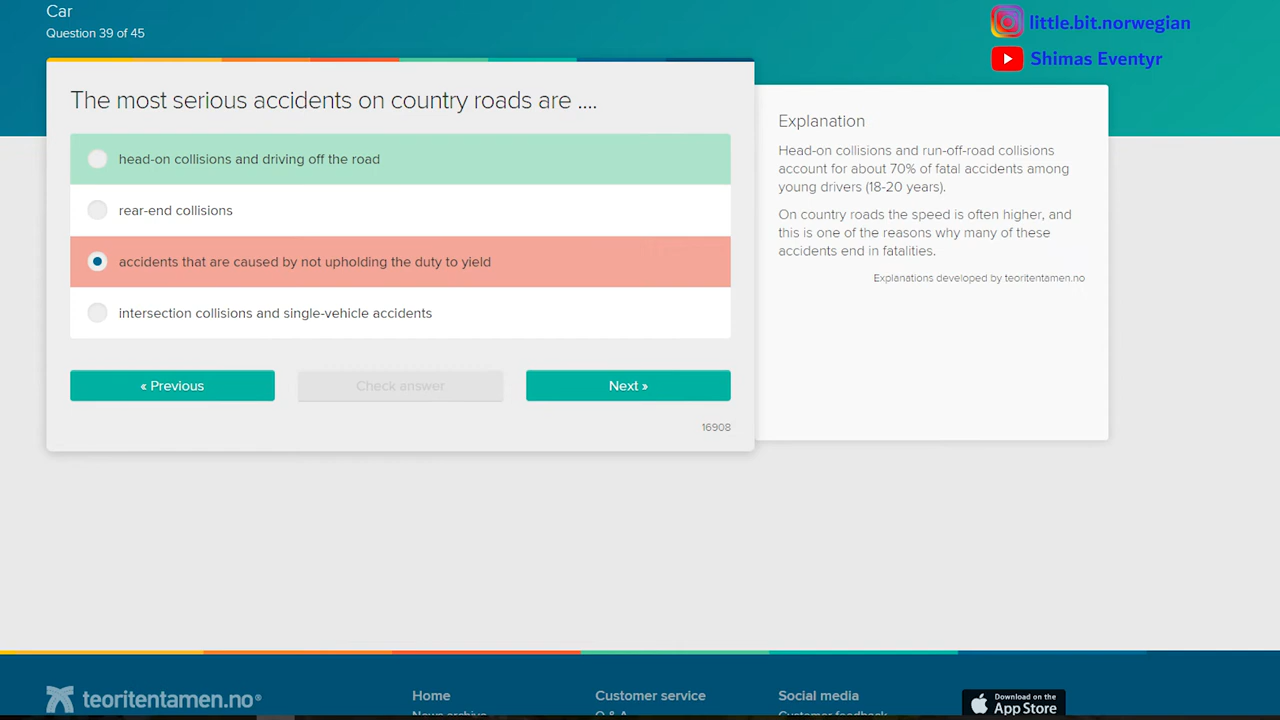 Car
Question 39 of 45
little.bit.norwegian
Shimas Eventyr
The most serious accidents on country roads are ....
head-on collisions and driving off the road
rear-end collisions
accidents that are caused by not upholding the duty to yield
intersection collisions and single-vehicle accidents
« Previous
Check answer
Next »
16908
Explanation
Head-on collisions and run-off-road collisions
account for about 70% of fatal accidents among
young drivers (18-20 years).
On country roads the speed is often higher, and
this is one of the reasons why many of these
accidents end in fatalities.
Explanations developed by teoritentamen.no
teoritentamen.no®
Home
News archive
Customer service
Q & A
Social media
Customer feedback
Download on the
App Store